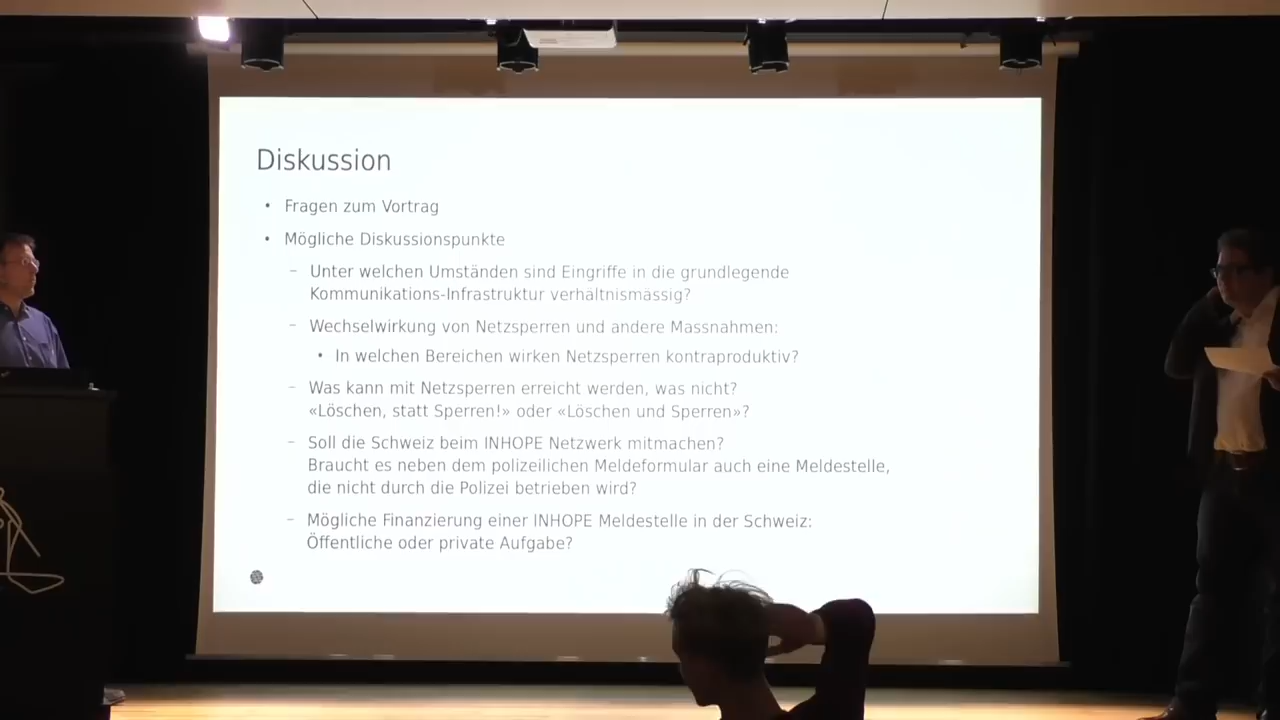 Diskussion
• Fragen zum Vortrag
• Mögliche Diskussionspunkte
– Unter welchen Umständen sind Eingriffe in die grundlegende
Kommunikations-Infrastruktur verhältnismässig?
– Wechselwirkung von Netzsperren und andere Massnahmen:
• In welchen Bereichen wirken Netzsperren kontraproduktiv?
– Was kann mit Netzsperren erreicht werden, was nicht?
«Löschen, statt Sperren!» oder «Löschen und Sperren»?
– Soll die Schweiz beim INHOPE Netzwerk mitmachen?
Braucht es neben dem polizeilichen Meldeformular auch eine Meldestelle,
die nicht durch die Polizei betrieben wird?
– Mögliche Finanzierung einer INHOPE Meldestelle in der Schweiz:
Öffentliche oder private Aufgabe?